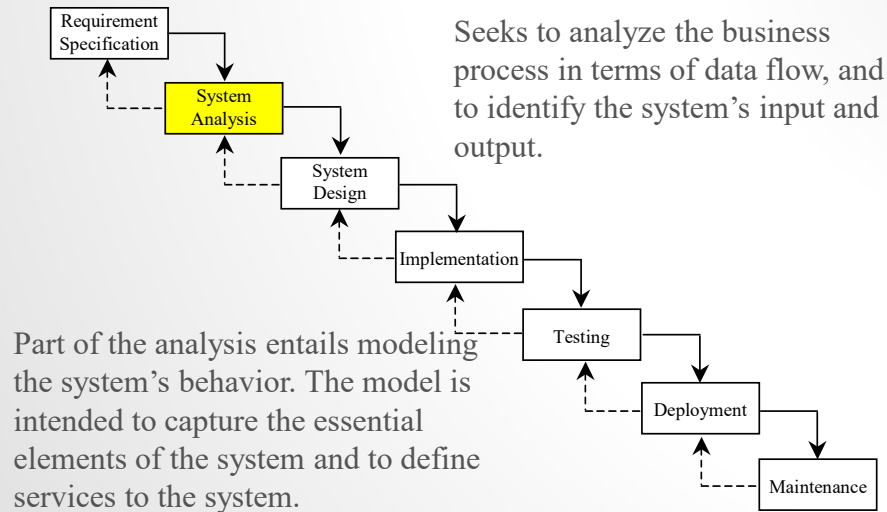 Requirement
Specification
Seeks to analyze the business
process in terms of data flow, and
to identify the system’s input and
output.
System
Analysis
System
Design
Implementation
Testing
Part of the analysis entails modeling
the system’s behavior. The model is
intended to capture the essential
elements of the system and to define
services to the system.
Deployment
Maintenance